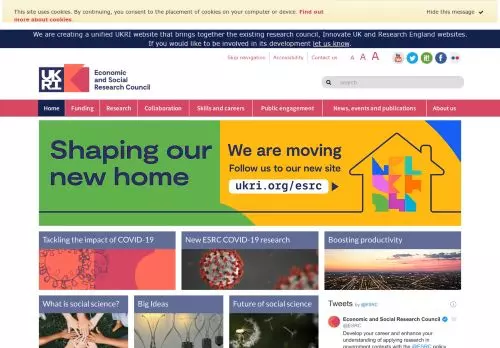 This site uses cookies. By continuing, you consent to the placement of cookies on your computer or device. Find out
more about cookies.
Hide this message
We are creating a unified UKRI website that brings together the existing research council, Innovate UK and Research England websites.
If you would like to be involved in its development let us know.
UK
RI
Economic
and Social
Research Council
Skip navigation
Accessibility
Contact us
A A A
search
Home
Funding
Research
Collaboration
Skills and careers
Public engagement
News, events and publications
About us
Shaping our
new home
We are moving
Follow us to our new site
ukri.org/esrc
Tackling the impact of COVID-19
New ESRC COVID-19 research
Boosting productivity
What is social science?
Big Ideas
Future of social science
Tweets by @ESRC
Economic and Social Research Council
@ESRC
Develop your career and enhance your
understanding of applying research in
government contexts with the @ESRC policy